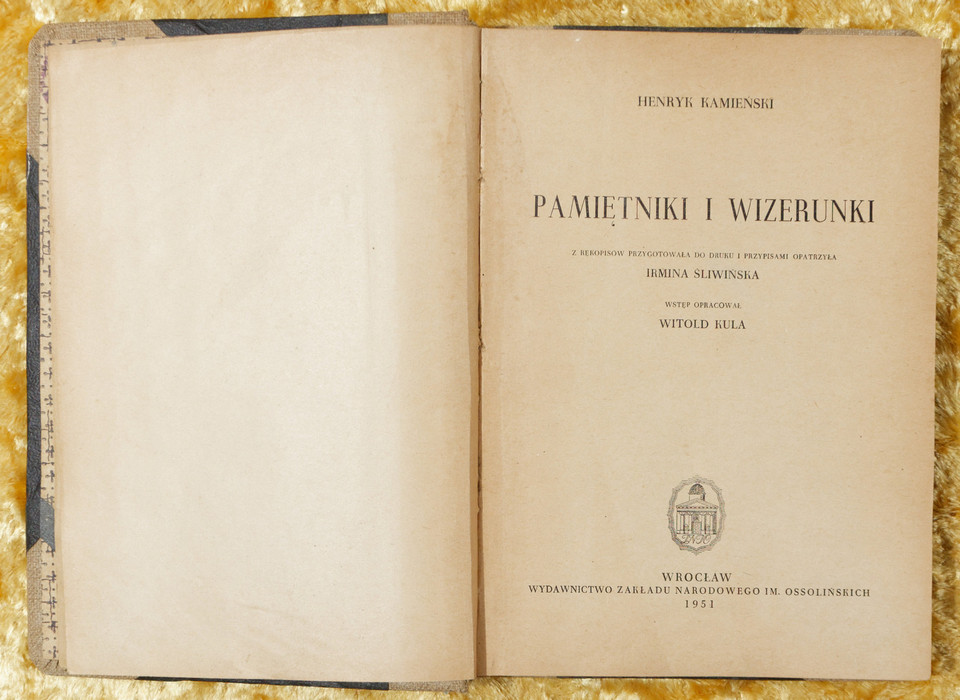 HENRYK KAMIEŃSKI
PAMIĘTNIKI I WIZERUNKI
Z RĘKOPISÓW PRZYGOTOWAŁA DO DRUKU I PRZYPISAMI OPATRZYŁA
IRMINA ŚLIWIŃSKA
WSTĘP OPRACOWAŁ
WITOLD KULA
WROCŁAW
WYDAWNICTWO ZAKŁADU NARODOWEGO IM. OSSOLIŃSKICH
1951